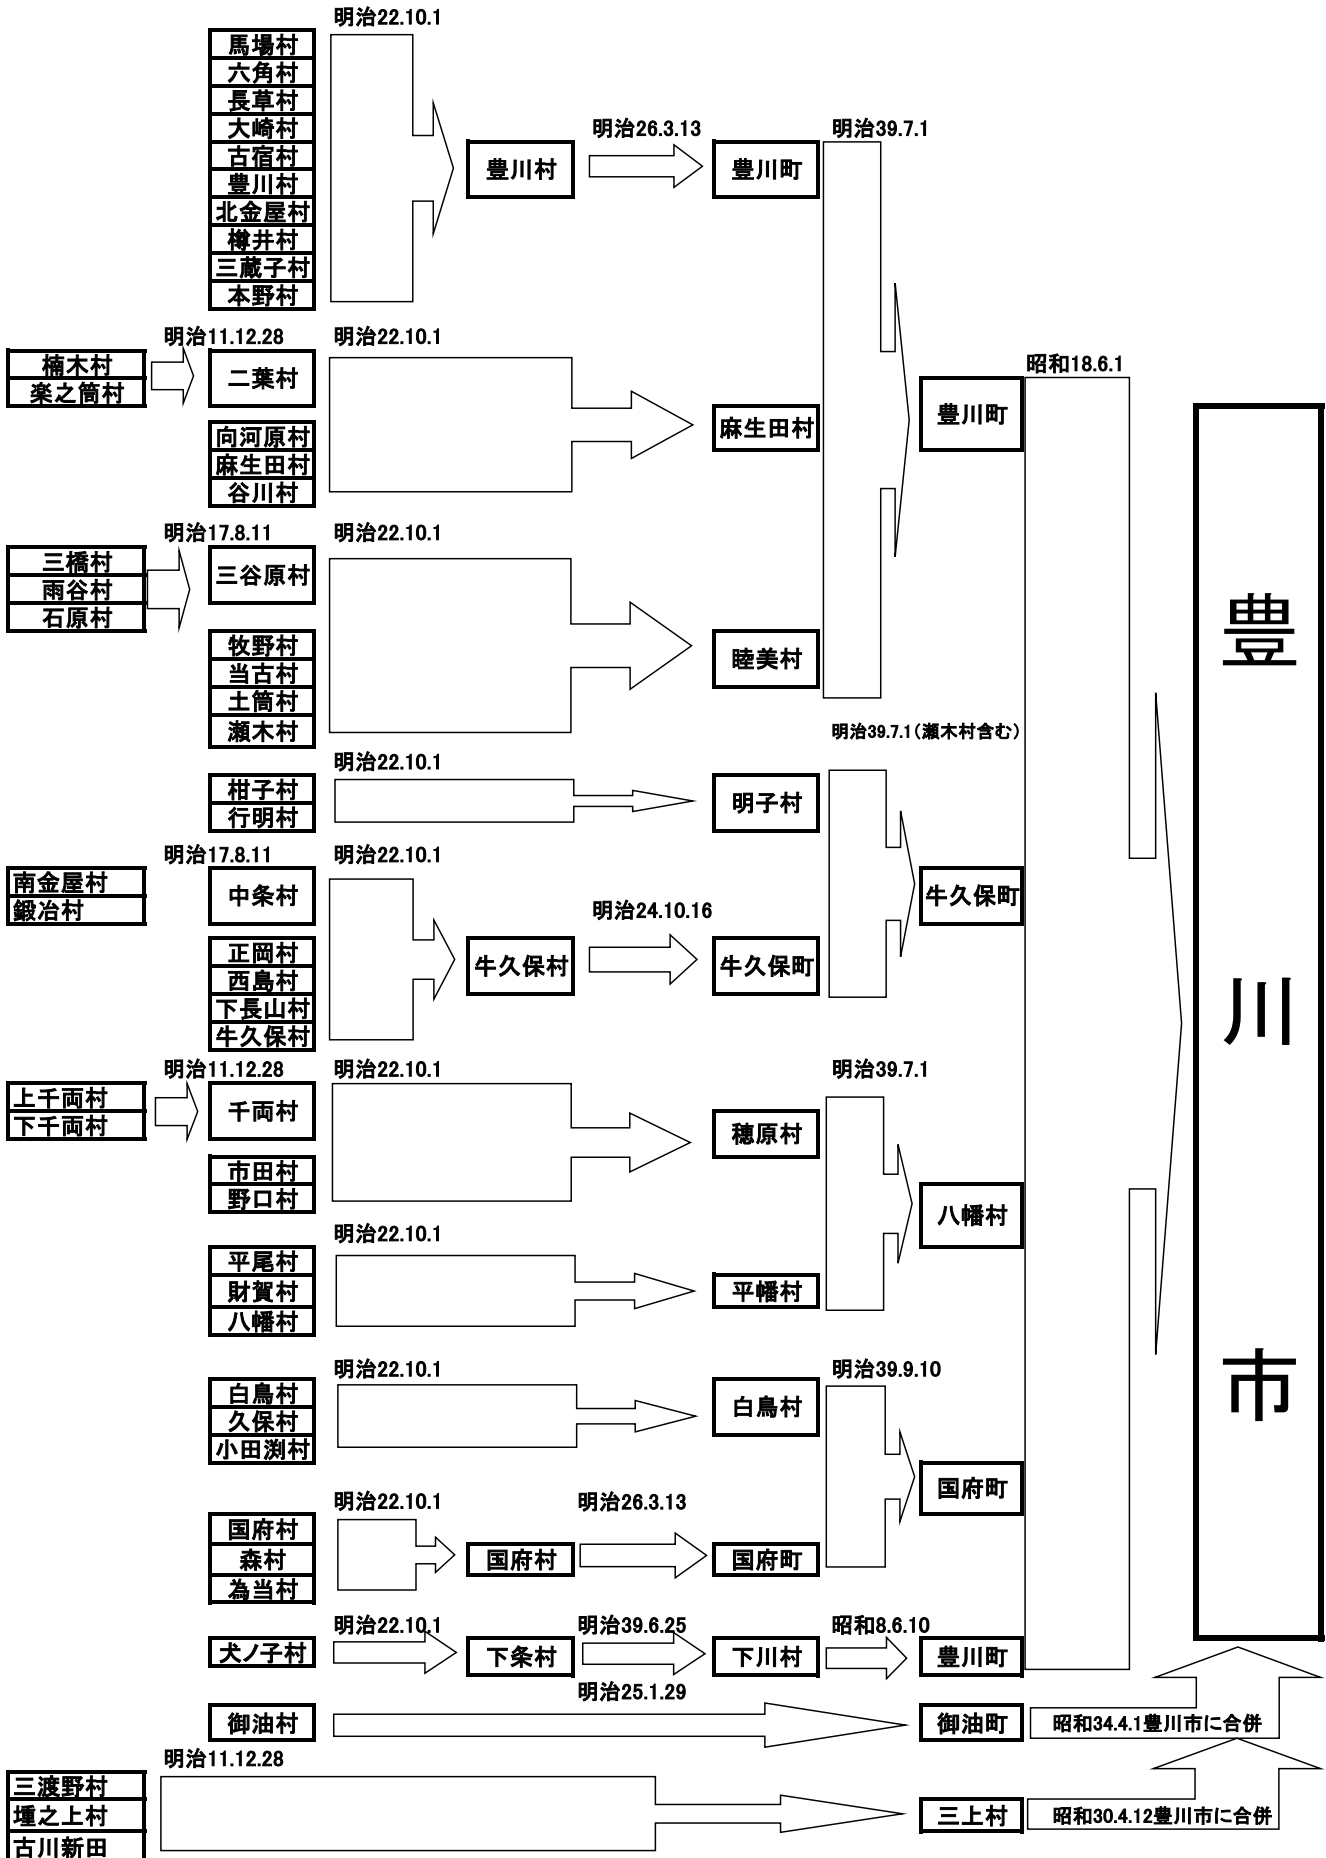 明治22.10.1
馬場村
六角村
長草村
大崎村
古宿村
豊川村
北金屋村
樽井村
三蔵子村
本野村
豊川村
明治26.3.13
豊川町
明治39.7.1
楠木村
楽之筒村
明治11.12.28
二葉村
向河原村
麻生田村
谷川村
明治22.10.1
麻生田村
豊川町
昭和18.6.1
三橋村
雨谷村
石原村
明治17.8.11
三谷原村
牧野村
当古村
土筒村
瀬木村
明治22.10.1
睦美村
明治39.7.1（瀬木村含む）
柑子村
行明村
明治22.10.1
明子村
南金屋村
鍛冶村
明治17.8.11
中条村
正岡村
西島村
下長山村
牛久保村
明治22.10.1
牛久保村
明治24.10.16
牛久保町
牛久保町
上千両村
下千両村
明治11.12.28
千両村
市田村
野口村
明治22.10.1
穂原村
明治39.7.1
八幡村
平尾村
財賀村
八幡村
明治22.10.1
平幡村
白鳥村
久保村
小田渕村
明治22.10.1
白鳥村
明治39.9.10
国府町
国府村
森村
為当村
明治22.10.1
国府村
明治26.3.13
国府町
犬ノ子村
明治22.10.1
下条村
明治39.6.25
下川村
昭和8.6.10
豊川町
御油村
明治25.1.29
御油町
昭和34.4.1豊川市に合併
三渡野村
堙之上村
古川新田
明治11.12.28
三上村
昭和30.4.12豊川市に合併
豊川市